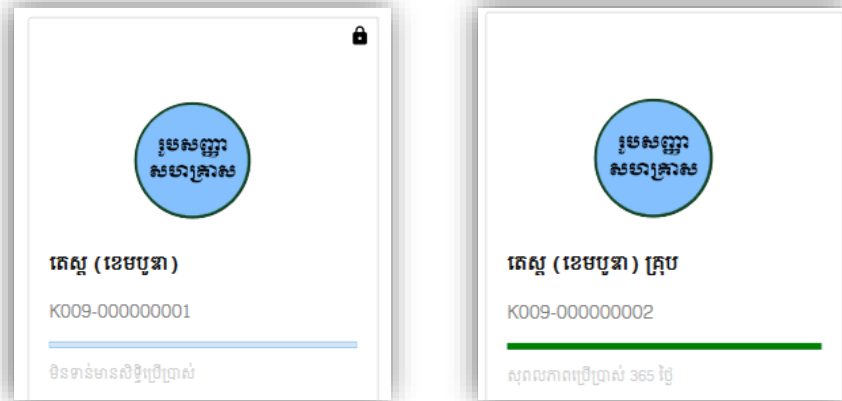 រូបសញ្ញា
សហគ្រាស
តេស្ត (ខេមបូឌា)
K009-000000001
មិនទាន់មានសិទ្ធិប្រើប្រាស់
រូបសញ្ញា
សហគ្រាស
តេស្ត (ខេមបូឌា) គ្រុប
K009-000000002
សុពលភាពប្រើប្រាស់ 365 ថ្ងៃ